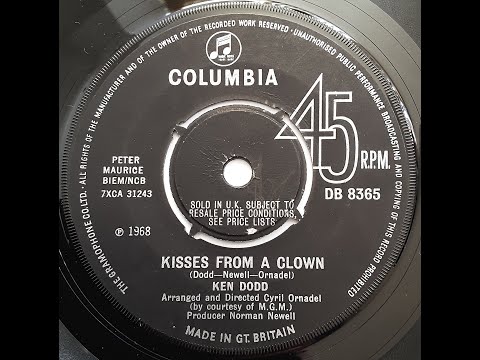 ALL RIGHTS OF THE MANUFACTURER AND OF THE OWNER OF THE RECORDED WORK RESERVED · UNAUTHORISED PUBLIC PERFORMANCE BROADCASTING AND COPYING OF THIS RECORD PROHIBITED
THE GRAMOPHONE CO. LTD.
COLUMBIA
45
R.P.M.
PETER
MAURICE
BIEM/NCB
7XCA 31243
DB 8365
SOLD IN U.K. SUBJECT TO
RESALE PRICE CONDITIONS,
SEE PRICE LISTS
℗ 1968
KISSES FROM A CLOWN
(Dodd—Newell—Ornadel)
KEN DODD
Arranged and Directed Cyril Ornadel
(by courtesy of M.G.M.)
Producer Norman Newell
MADE IN GT. BRITAIN